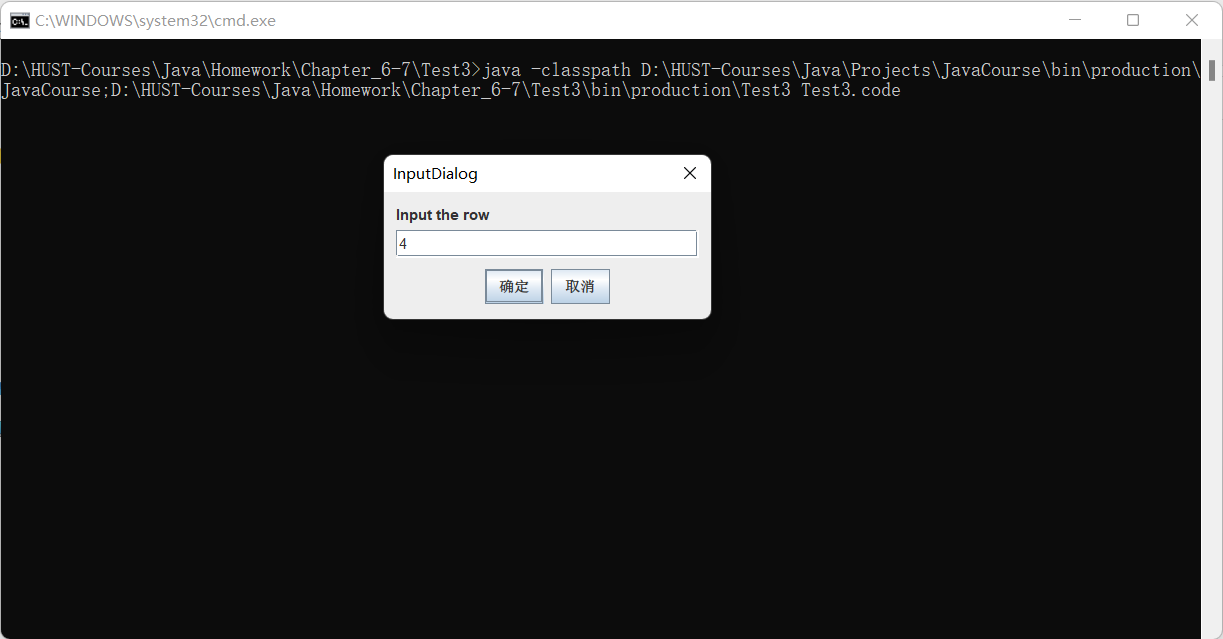 C:\WINDOWS\system32\cmd.exe
D:\HUST-Courses\Java\Homework\Chapter_6-7\Test3>java -classpath D:\HUST-Courses\Java\Projects\JavaCourse\bin\production\
JavaCourse;D:\HUST-Courses\Java\Homework\Chapter_6-7\Test3\bin\production\Test3 Test3.code
InputDialog
Input the row
4
确定 取消